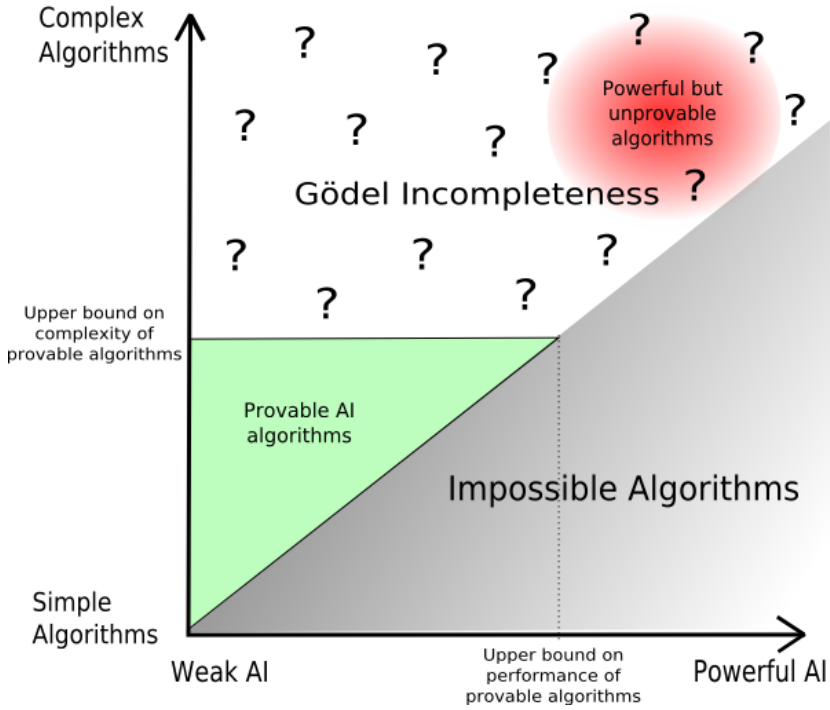 Complex
Algorithms
?
?
?
?
?
Powerful but
unprovable
algorithms
?
?
?
?
?
Gödel Incompleteness
?
?
?
?
?
?
Upper bound on
complexity of
provable algorithms
Provable AI
algorithms
Impossible Algorithms
Simple
Algorithms
Weak AI
Upper bound on
performance of
provable algorithms
Powerful AI